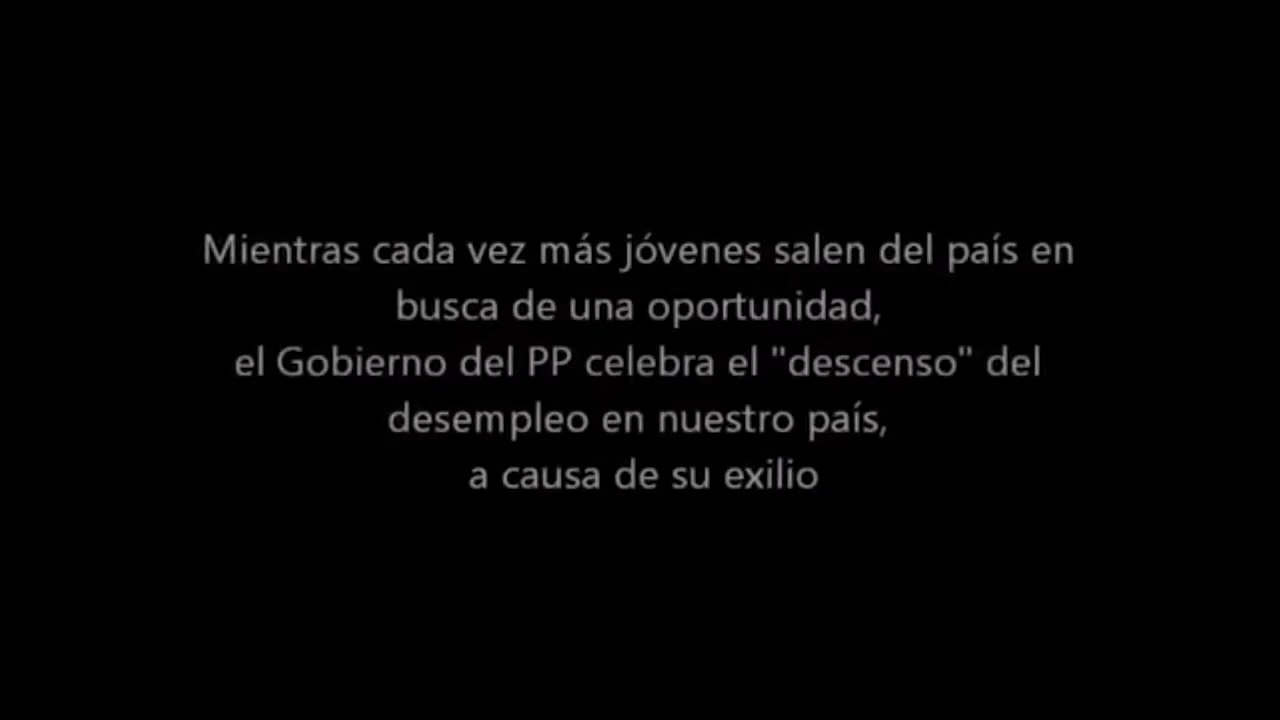 Mientras cada vez más jóvenes salen del país en
busca de una oportunidad,
el Gobierno del PP celebra el "descenso" del
desempleo en nuestro país,
a causa de su exilio